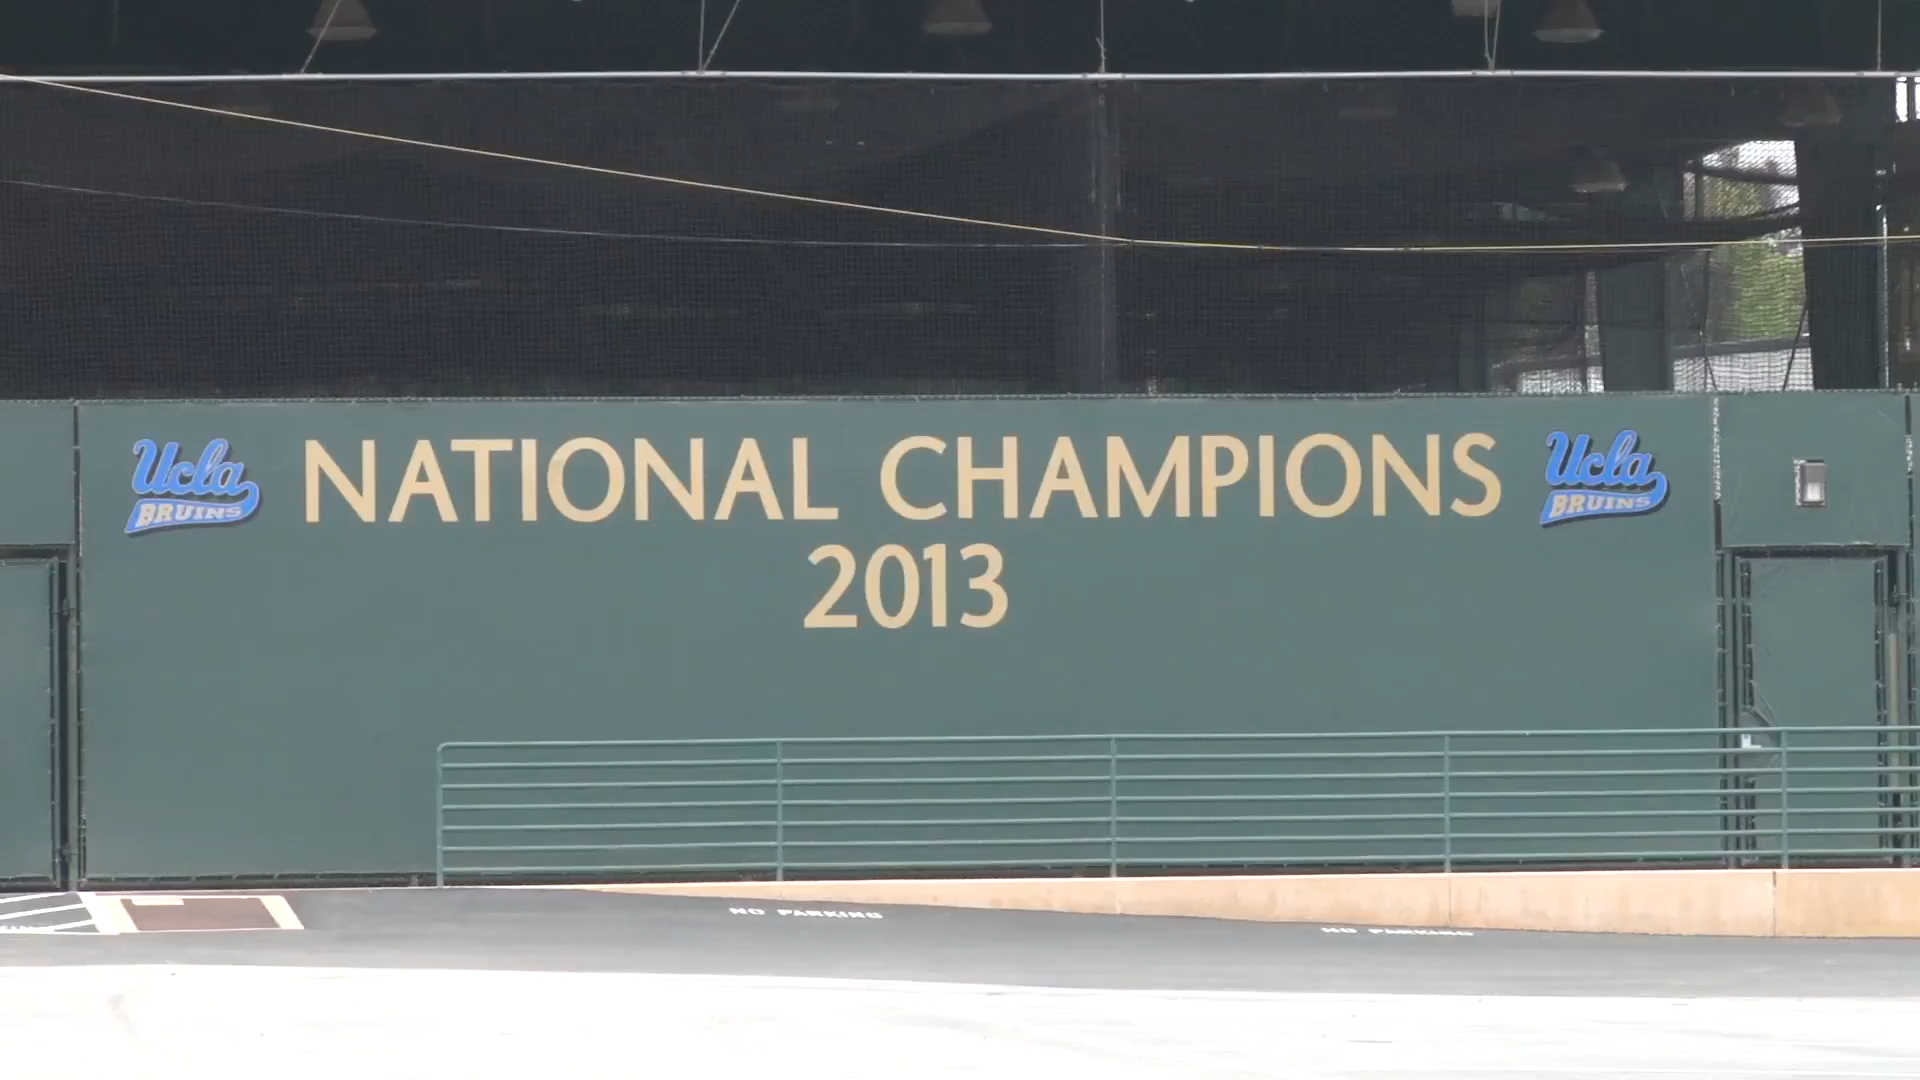 Ucla BRUINS
NATIONAL CHAMPIONS
Ucla BRUINS
2013
NO PARKING
NO PARKING